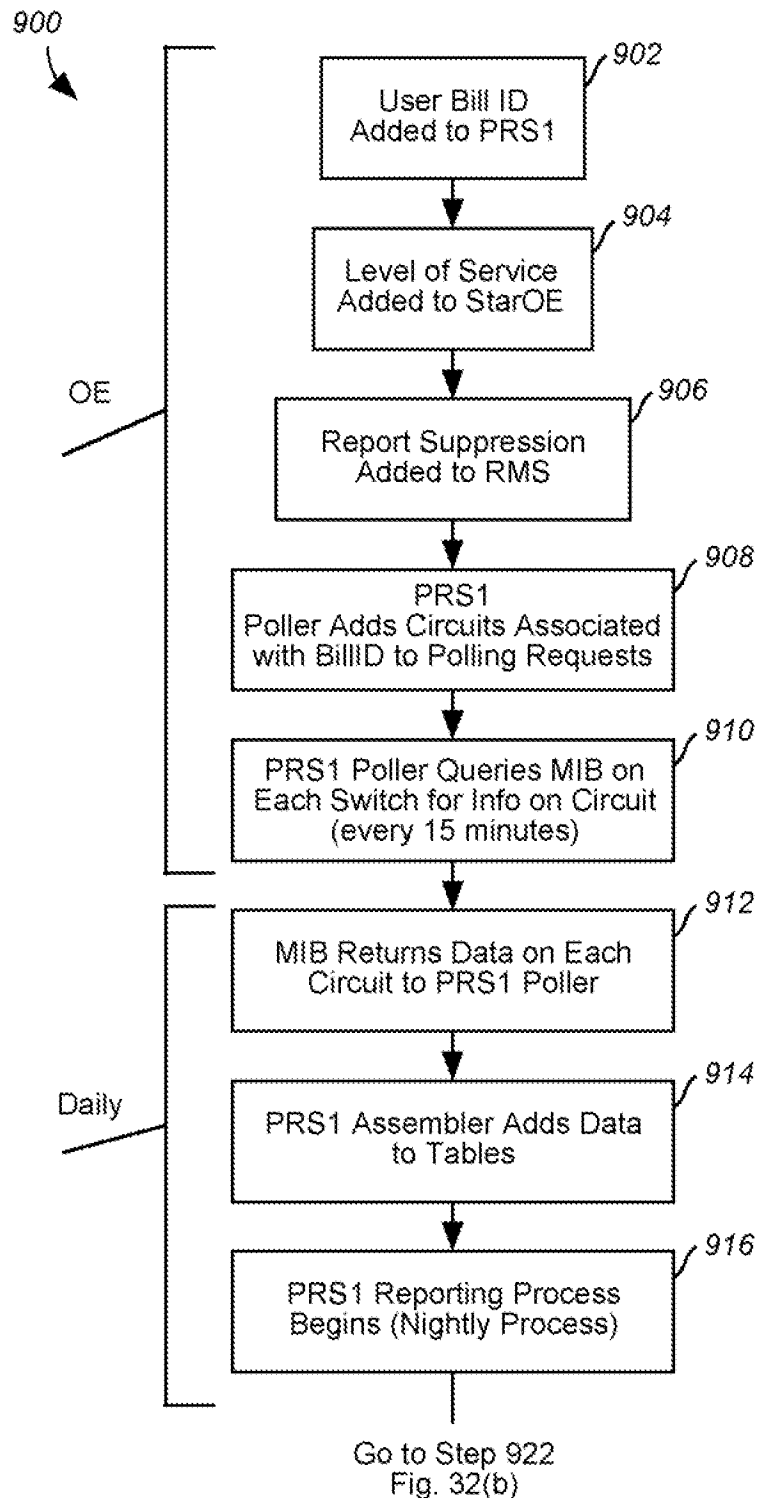 900
902
User Bill ID
Added to PRS1
904
Level of Service
Added to StarOE
OE
906
Report Suppression
Added to RMS
908
PRS1
Poller Adds Circuits Associated
with BillID to Polling Requests
910
PRS1 Poller Queries MIB on
Each Switch for Info on Circuit
(every 15 minutes)
912
MIB Returns Data on Each
Circuit to PRS1 Poller
Daily
914
PRS1 Assembler Adds Data
to Tables
916
PRS1 Reporting Process
Begins (Nightly Process)
Go to Step 922
Fig. 32(b)